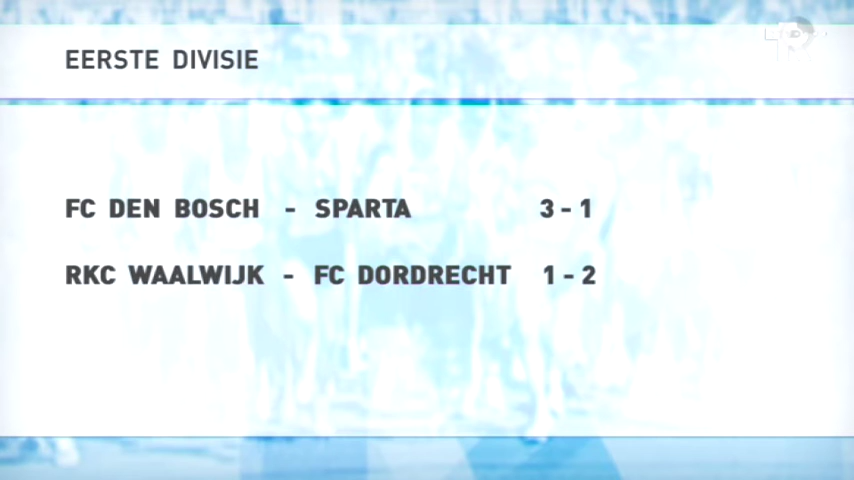 EERSTE DIVISIE
FC DEN BOSCH - SPARTA 3 - 1
RKC WAALWIJK - FC DORDRECHT 1 - 2